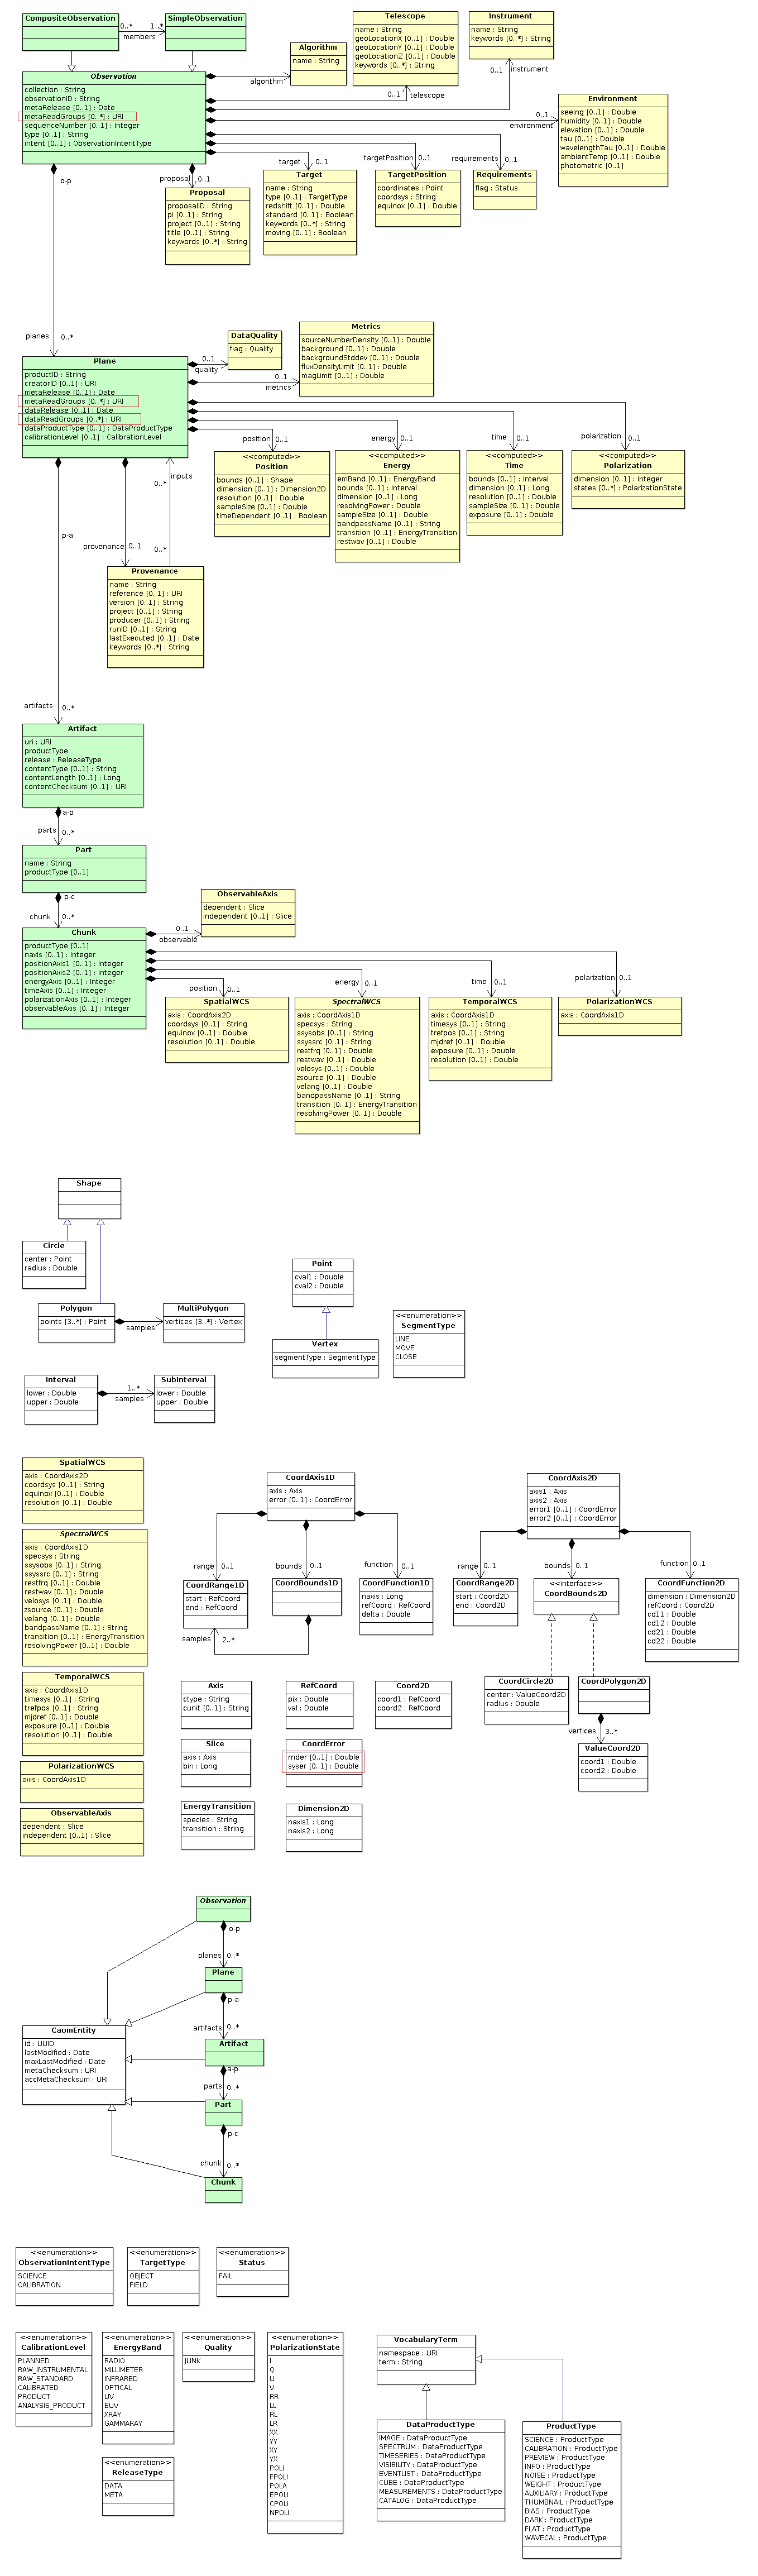 CompositeObservation
0..*
1..*
members
SimpleObservation
Observation
collection : String
observationID : String
metaRelease [0..1] : Date
metaReadGroups [0..*] : URI
sequenceNumber [0..1] : Integer
type [0..1] : String
intent [0..1] : ObservationIntentType
Algorithm
name : String
algorithm
Telescope
name : String
geoLocationX [0..1] : Double
geoLocationY [0..1] : Double
geoLocationZ [0..1] : Double
keywords [0..*] : String
0..1
telescope
Instrument
name : String
keywords [0..*] : String
0..1
instrument
Environment
seeing [0..1] : Double
humidity [0..1] : Double
elevation [0..1] : Double
tau [0..1] : Double
wavelengthTau [0..1] : Double
ambientTemp [0..1] : Double
photometric [0..1]
0..1
environment
o-p
proposal
0..1
Proposal
proposalID : String
pi [0..1] : String
project [0..1] : String
title [0..1] : String
keywords [0..*] : String
target
0..1
Target
name : String
type [0..1] : TargetType
redshift [0..1] : Double
standard [0..1] : Boolean
keywords [0..*] : String
moving [0..1] : Boolean
targetPosition
0..1
TargetPosition
coordinates : Point
coordsys : String
equinox [0..1] : Double
requirements
0..1
Requirements
flag : Status
planes
0..*
Plane
productID : String
creatorID [0..1] : URI
metaRelease [0..1] : Date
metaReadGroups [0..*] : URI
dataRelease [0..1] : Date
dataReadGroups [0..*] : URI
dataProductType [0..1] : DataProductType
calibrationLevel [0..1] : CalibrationLevel
0..1
quality
DataQuality
flag : Quality
0..1
metrics
Metrics
sourceNumberDensity [0..1] : Double
background [0..1] : Double
backgroundStddev [0..1] : Double
fluxDensityLimit [0..1] : Double
magLimit [0..1] : Double
position
0..1
<<computed>>
Position
bounds [0..1] : Shape
dimension [0..1] : Dimension2D
resolution [0..1] : Double
sampleSize [0..1] : Double
timeDependent [0..1] : Boolean
energy
0..1
<<computed>>
Energy
emBand [0..1] : EnergyBand
bounds [0..1] : Interval
dimension [0..1] : Long
resolvingPower [0..1] : Double
sampleSize [0..1] : Double
bandpassName [0..1] : String
transition [0..1] : EnergyTransition
restwav [0..1] : Double
time
0..1
<<computed>>
Time
bounds [0..1] : Interval
dimension [0..1] : Long
resolution [0..1] : Double
sampleSize [0..1] : Double
exposure [0..1] : Double
polarization
0..1
<<computed>>
Polarization
dimension [0..1] : Integer
states [0..*] : PolarizationState
p-a
provenance
0..1
inputs
0..*
0..*
Provenance
name : String
reference [0..1] : URI
version [0..1] : String
project [0..1] : String
producer [0..1] : String
runID [0..1] : String
lastExecuted [0..1] : Date
keywords [0..*] : String
artifacts
0..*
Artifact
uri : URI
productType
release : ReleaseType
contentType [0..1] : String
contentLength [0..1] : Long
contentChecksum [0..1] : URI
a-p
parts
0..*
Part
name : String
productType [0..1]
p-c
chunk
0..*
Chunk
productType [0..1]
naxis [0..1] : Integer
positionAxis1 [0..1] : Integer
positionAxis2 [0..1] : Integer
energyAxis [0..1] : Integer
timeAxis [0..1] : Integer
polarizationAxis [0..1] : Integer
observableAxis [0..1] : Integer
0..1
observable
ObservableAxis
dependent : Slice
independent [0..1] : Slice
position
0..1
SpatialWCS
axis : CoordAxis2D
coordsys [0..1] : String
equinox [0..1] : Double
resolution [0..1] : Double
energy
0..1
SpectralWCS
axis : CoordAxis1D
specsys : String
ssysobs [0..1] : String
ssyssrc [0..1] : String
restfrq [0..1] : Double
restwav [0..1] : Double
velosys [0..1] : Double
zsource [0..1] : Double
velang [0..1] : Double
bandpassName [0..1] : String
transition [0..1] : EnergyTransition
resolvingPower [0..1] : Double
time
0..1
TemporalWCS
axis : CoordAxis1D
timesys [0..1] : String
trefpos [0..1] : String
mjdref [0..1] : Double
exposure [0..1] : Double
resolution [0..1] : Double
polarization
0..1
PolarizationWCS
axis : CoordAxis1D
Shape
Circle
center : Point
radius : Double
Polygon
points [3..*] : Point
samples
MultiPolygon
vertices [3..*] : Vertex
Point
cval1 : Double
cval2 : Double
Vertex
segmentType : SegmentType
<<enumeration>>
SegmentType
LINE
MOVE
CLOSE
Interval
lower : Double
upper : Double
1..*
samples
SubInterval
lower : Double
upper : Double
SpatialWCS
axis : CoordAxis2D
coordsys [0..1] : String
equinox [0..1] : Double
resolution [0..1] : Double
SpectralWCS
axis : CoordAxis1D
specsys : String
ssysobs [0..1] : String
ssyssrc [0..1] : String
restfrq [0..1] : Double
restwav [0..1] : Double
velosys [0..1] : Double
zsource [0..1] : Double
velang [0..1] : Double
bandpassName [0..1] : String
transition [0..1] : EnergyTransition
resolvingPower [0..1] : Double
TemporalWCS
axis : CoordAxis1D
timesys [0..1] : String
trefpos [0..1] : String
mjdref [0..1] : Double
exposure [0..1] : Double
resolution [0..1] : Double
PolarizationWCS
axis : CoordAxis1D
ObservableAxis
dependent : Slice
independent [0..1] : Slice
CoordAxis1D
axis : Axis
error [0..1] : CoordError
range
0..1
bounds
0..1
function
0..1
CoordRange1D
start : RefCoord
end : RefCoord
CoordBounds1D
samples
2..*
CoordFunction1D
naxis : Long
refCoord : RefCoord
delta : Double
CoordAxis2D
axis1 : Axis
axis2 : Axis
error1 [0..1] : CoordError
error2 [0..1] : CoordError
range
0..1
bounds
0..1
function
0..1
CoordRange2D
start : Coord2D
end : Coord2D
<<interface>>
CoordBounds2D
CoordFunction2D
dimension : Dimension2D
refCoord : Coord2D
cd11 : Double
cd12 : Double
cd21 : Double
cd22 : Double
CoordCircle2D
center : ValueCoord2D
radius : Double
CoordPolygon2D
vertices
3..*
ValueCoord2D
coord1 : Double
coord2 : Double
Axis
ctype : String
cunit [0..1] : String
RefCoord
pix : Double
val : Double
Coord2D
coord1 : RefCoord
coord2 : RefCoord
Slice
axis : Axis
bin : Long
CoordError
rnder [0..1] : Double
syser [0..1] : Double
EnergyTransition
species : String
transition : String
Dimension2D
naxis1 : Long
naxis2 : Long
Observation
o-p
planes
0..*
Plane
p-a
artifacts
0..*
Artifact
a-p
parts
0..*
Part
p-c
chunk
0..*
Chunk
CaomEntity
id : UUID
lastModified : Date
maxLastModified : Date
metaChecksum : URI
accMetaChecksum : URI
<<enumeration>>
ObservationIntentType
SCIENCE
CALIBRATION
<<enumeration>>
TargetType
OBJECT
FIELD
<<enumeration>>
Status
FAIL
<<enumeration>>
CalibrationLevel
PLANNED
RAW_INSTRUMENTAL
RAW_STANDARD
CALIBRATED
PRODUCT
ANALYSIS_PRODUCT
<<enumeration>>
EnergyBand
RADIO
MILLIMETER
INFRARED
OPTICAL
UV
EUV
XRAY
GAMMARAY
<<enumeration>>
Quality
JUNK
<<enumeration>>
PolarizationState
I
Q
U
V
RR
LL
RL
LR
XX
YY
XY
YX
POLI
FPOLI
POLA
EPOLI
CPOLI
NPOLI
<<enumeration>>
ReleaseType
DATA
META
VocabularyTerm
namespace : URI
term : String
DataProductType
IMAGE : DataProductType
SPECTRUM : DataProductType
TIMESERIES : DataProductType
VISIBILITY : DataProductType
EVENTLIST : DataProductType
CUBE : DataProductType
MEASUREMENTS : DataProductType
CATALOG : DataProductType
ProductType
SCIENCE : ProductType
CALIBRATION : ProductType
PREVIEW : ProductType
INFO : ProductType
NOISE : ProductType
WEIGHT : ProductType
AUXILIARY : ProductType
THUMBNAIL : ProductType
BIAS : ProductType
DARK : ProductType
FLAT : ProductType
WAVECAL : ProductType